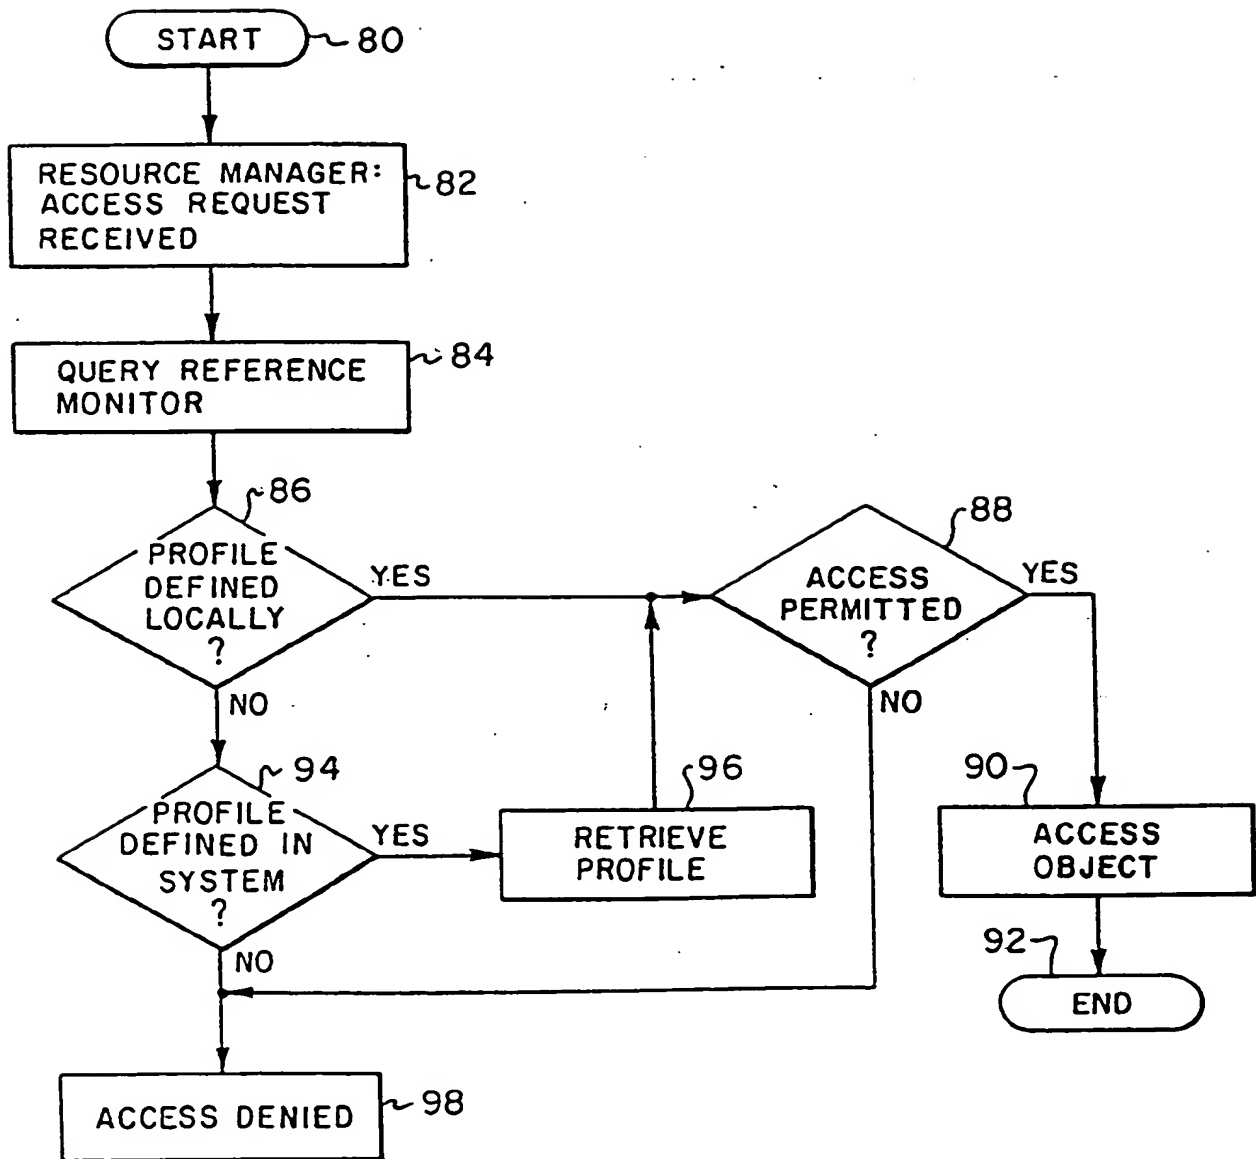 START
80
RESOURCE MANAGER:
ACCESS REQUEST
RECEIVED
82
QUERY REFERENCE
MONITOR
84
86
PROFILE
DEFINED
LOCALLY
?
YES
NO
88
ACCESS
PERMITTED
?
YES
NO
94
PROFILE
DEFINED IN
SYSTEM
?
YES
NO
96
RETRIEVE
PROFILE
90
ACCESS
OBJECT
92
END
ACCESS DENIED
98